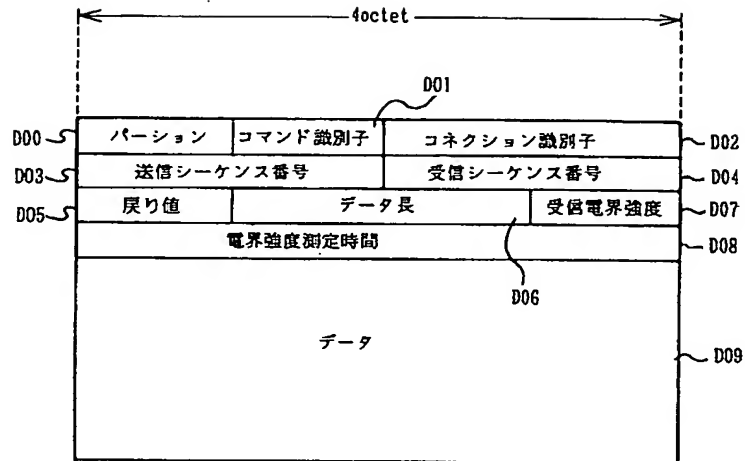 4octet
D01
D00 バーション コマンド識別子 コネクション識別子 D02
D03 送信シーケンス番号 受信シーケンス番号 D04
D05 戻り値 データ長 受信電界強度 D07
電界強度測定時間 D08
D06
データ D09